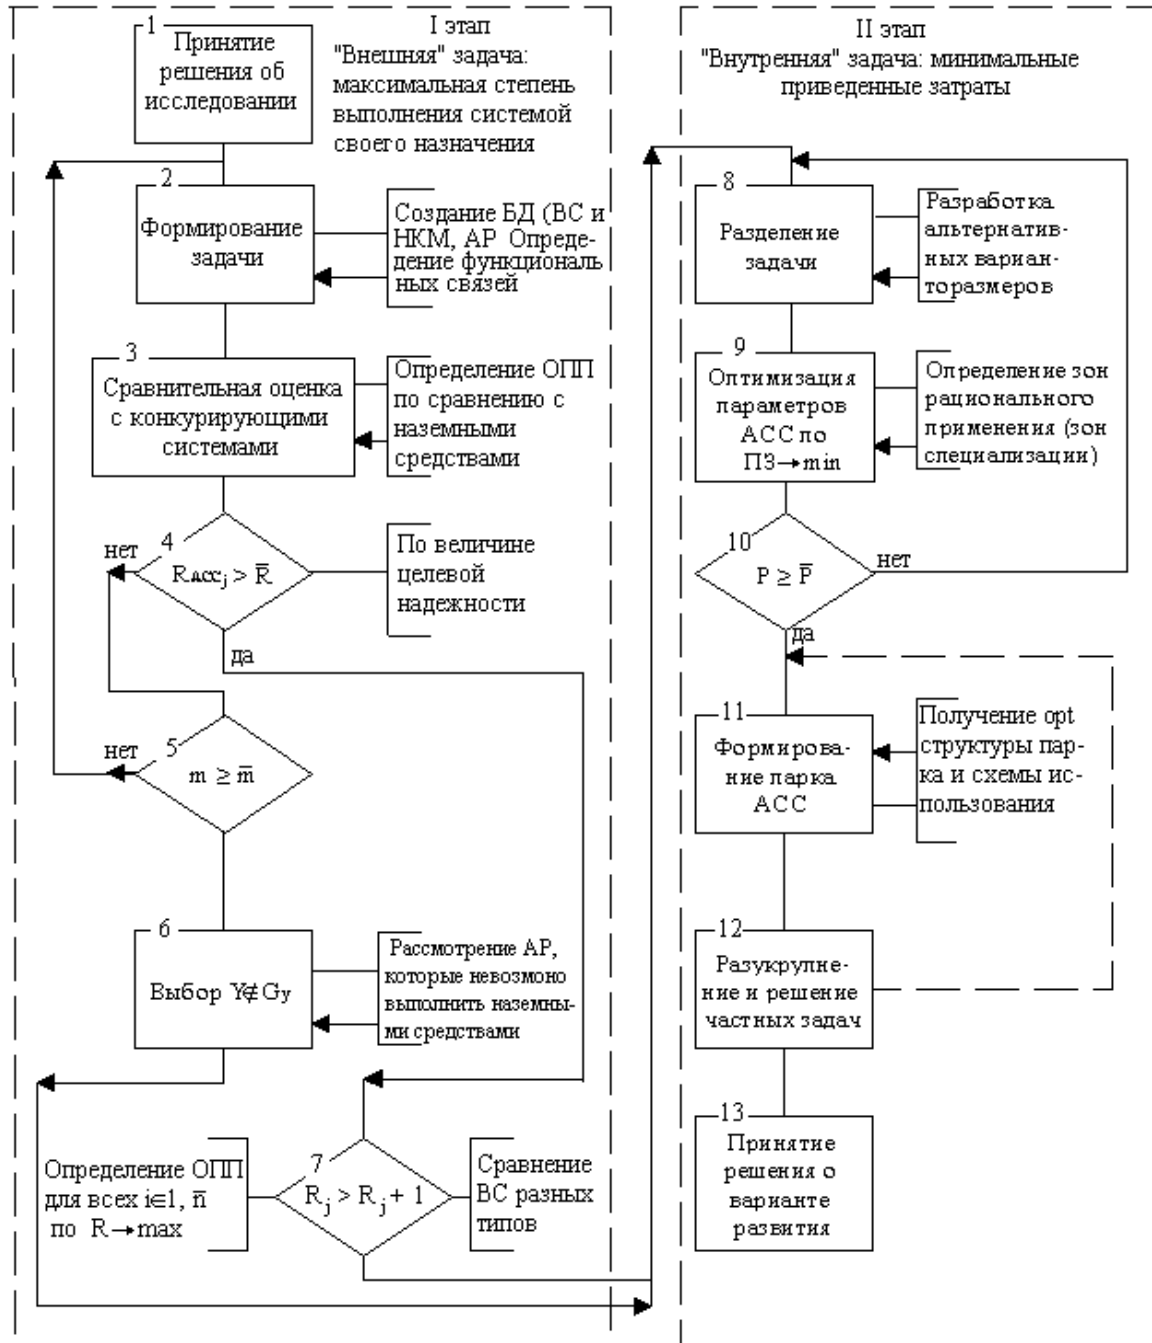 I этап
"Внешняя" задача:
максимальная степень
выполнения системой
своего назначения
1
Принятие
решения об
исследовании
2
Формирование
задачи
Создание БД (ВС и
НКМ, АР Опреде-
деление функциональ
ных связей
3
Сравнительная оценка
с конкурирующими
системами
Определение ОПП
по сравнению с
наземными
средствами
4
нет
Rасс j > R̅
По величине
целевой
надежности
да
5
нет
m ≥ m̅
6
Выбор Y∉Gy
Рассмотрение АР,
которые невозмоно
выполнить наземны-
ми средствами
Определение ОПП
для всех i∈1, n̅
по R→max
7
R j > R j + 1
Сравнение
ВС разных
типов
II этап
"Внутренняя" задача: минимальные
приведенные затраты
8
Разделение
задачи
Разработка
альтернатив-
ных вариан-
торазмеров
9
Оптимизация
параметров
АСС по
ПЗ→min
Определение зон
рационального
применения (зон
специализации)
10
P ≥ P̅
нет
да
11
Формирова-
ние парка
АСС
Получение opt
структуры пар-
ка и схемы ис-
пользования
12
Разукрупне-
ние и решение
частных задач
13
Принятие
решения о
варианте
развития